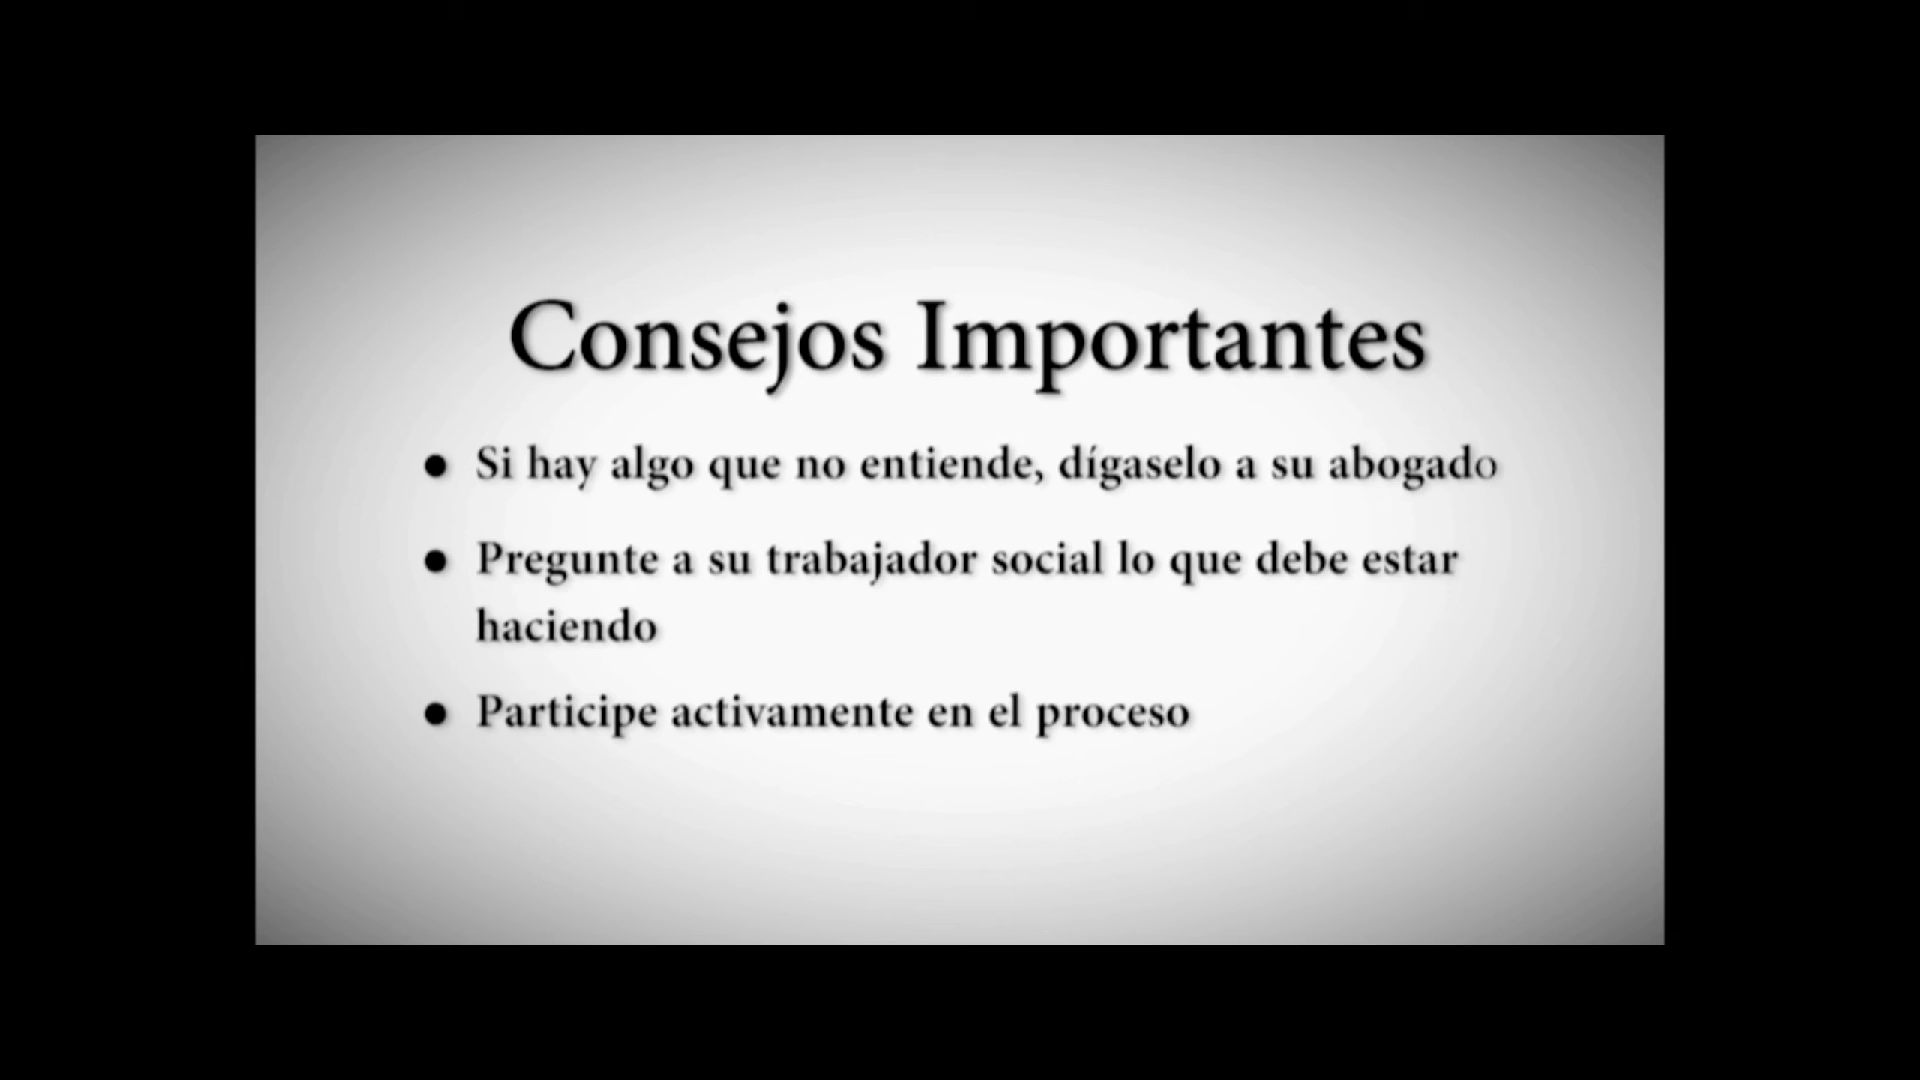 Consejos Importantes
● Si hay algo que no entiende, dígaselo a su abogado
● Pregunte a su trabajador social lo que debe estar
haciendo
● Participe activamente en el proceso